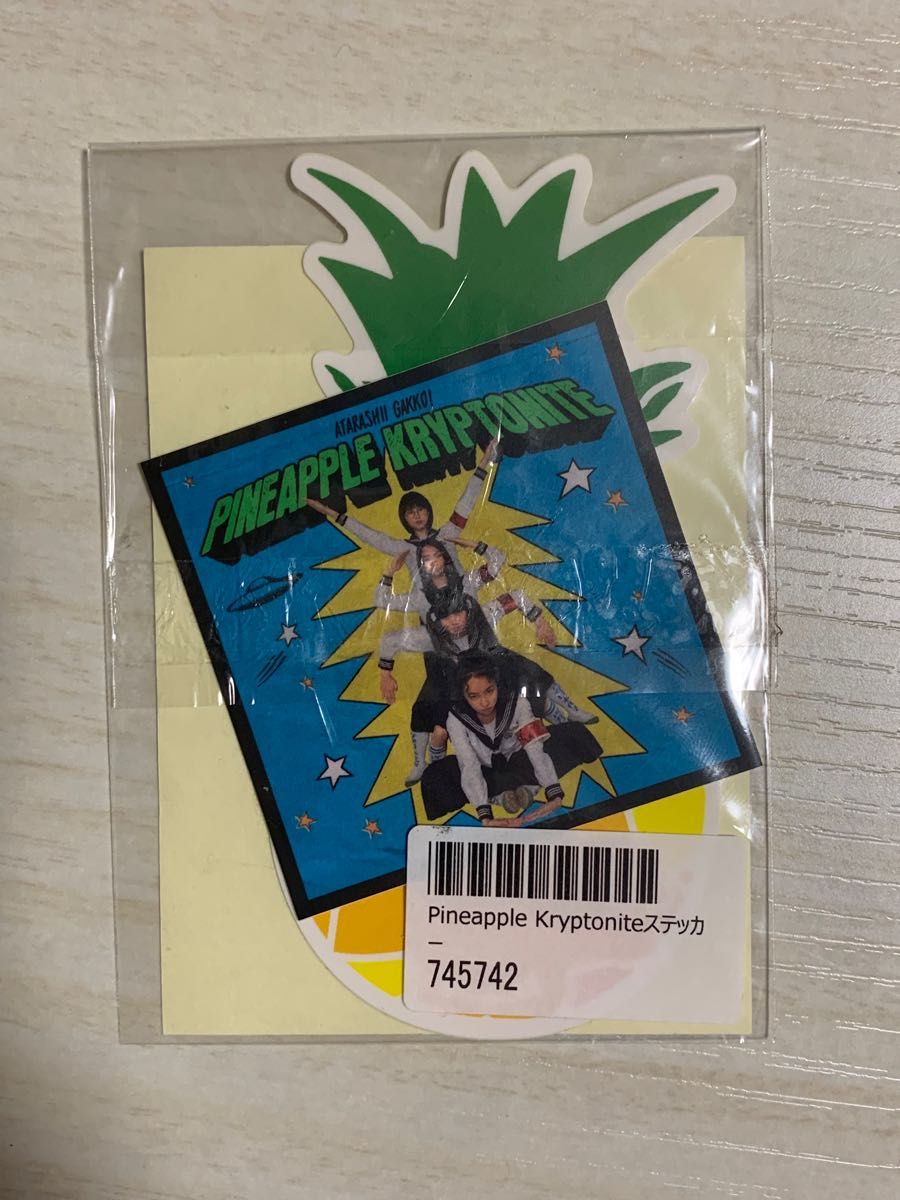 ATARASHII GAKKO!
PINEAPPLE KRYPTONITE
Pineapple Kryptoniteステッカ
ー
745742